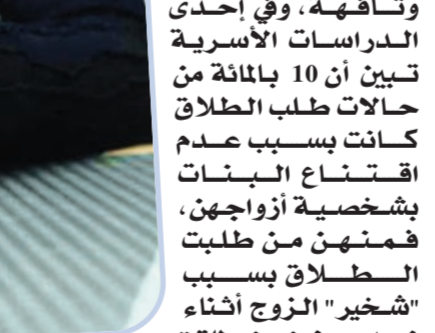 وتافهة، وفي إحدى
الدراسات الأسرية
تبين أن 10 بالمائة من
حالات طلب الطلاق
كانت بسبب عدم
اقتناع البنات
بشخصية أزواجهن،
فمنهن من طلبت
الطلاق بسبب
"شخير" الزوج أثناء